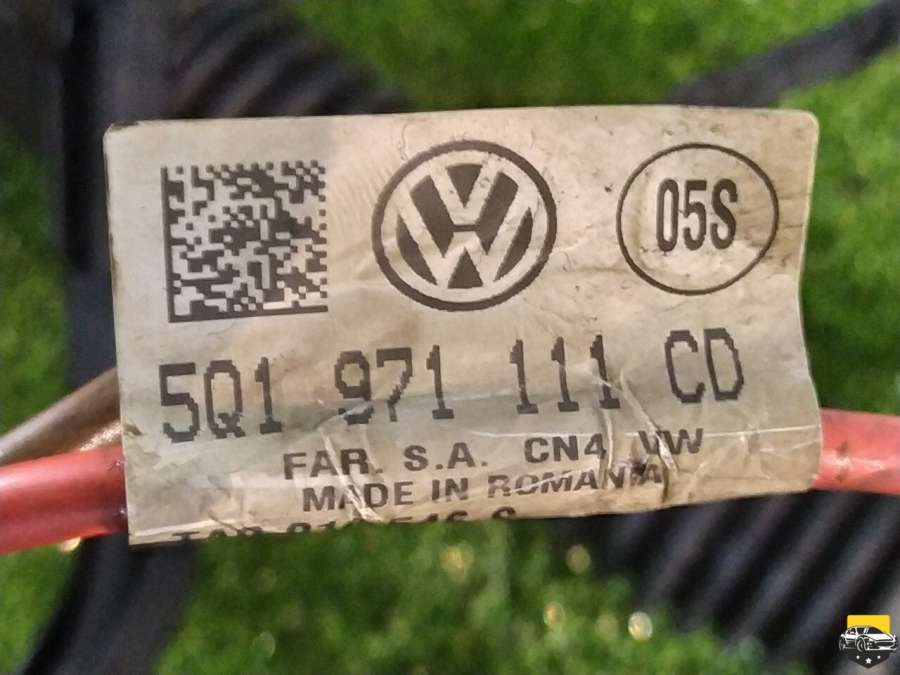 05S
5Q1 971 111 CD
FAR. S.A. CN4 VW
MADE IN ROMANIA